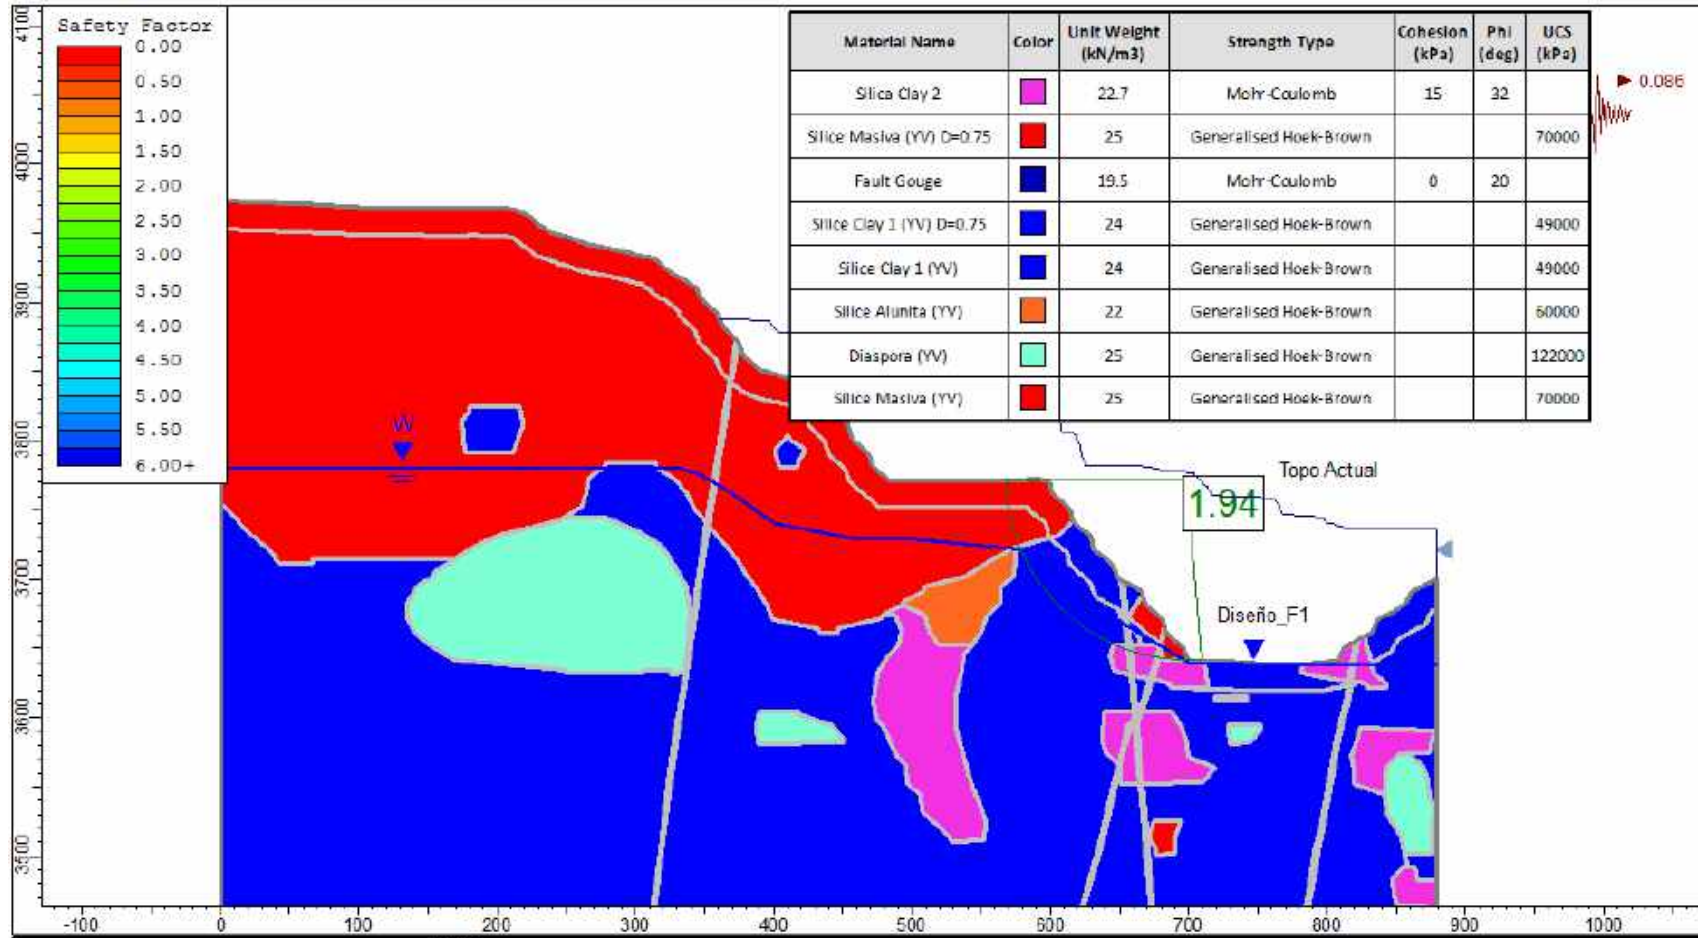 Safety Factor
0.00
0.50
1.00
1.50
2.00
2.50
3.00
3.50
4.00
4.50
5.00
5.50
6.00+
Material Name Color Unit Weight (kN/m3) Strength Type Cohesion (kPa) Phi (deg) UCS (kPa)
Silica Clay 2 22.7 Mohr-Coulomb 15 32
Silice Masiva (YV) D=0.75 25 Generalised Hoek-Brown 70000
Fault Gouge 19.5 Mohr-Coulomb 0 20
Silice Clay 1 (YV) D=0.75 24 Generalised Hoek-Brown 49000
Silice Clay 1 (YV) 24 Generalised Hoek-Brown 49000
Silice Alunita (YV) 22 Generalised Hoek-Brown 60000
Diaspora (YV) 25 Generalised Hoek-Brown 122000
Silice Masiva (YV) 25 Generalised Hoek-Brown 70000
0.086
W
Topo Actual
1.94
Diseño_F1
4100
4000
3900
3800
3700
3600
3500
-100 0 100 200 300 400 500 600 700 800 900 1000